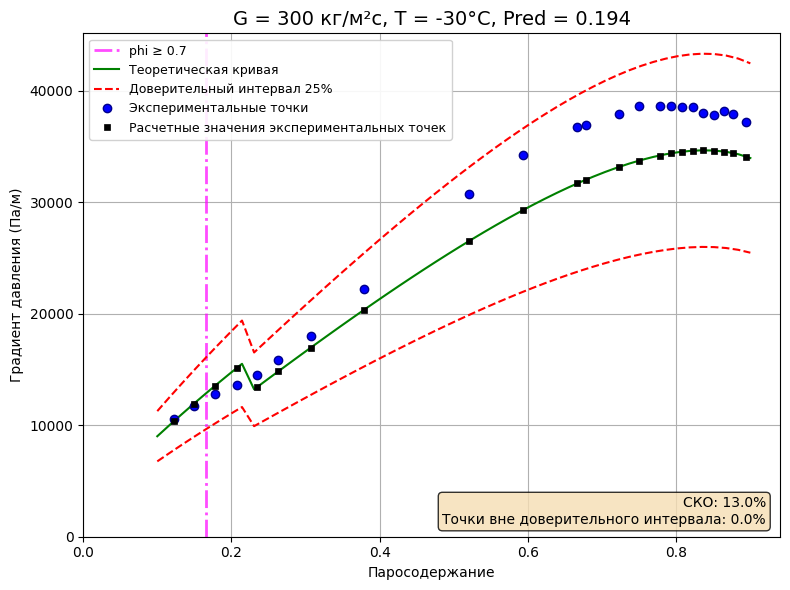 G = 300 кг/м²с, T = -30°C, Pred = 0.194
phi ≥ 0.7
Теоретическая кривая
Доверительный интервал 25%
Экспериментальные точки
Расчетные значения экспериментальных точек
Градиент давления (Па/м)
40000
30000
20000
10000
0
СКО: 13.0%
Точки вне доверительного интервала: 0.0%
0.0 0.2 0.4 0.6 0.8
Паросодержание